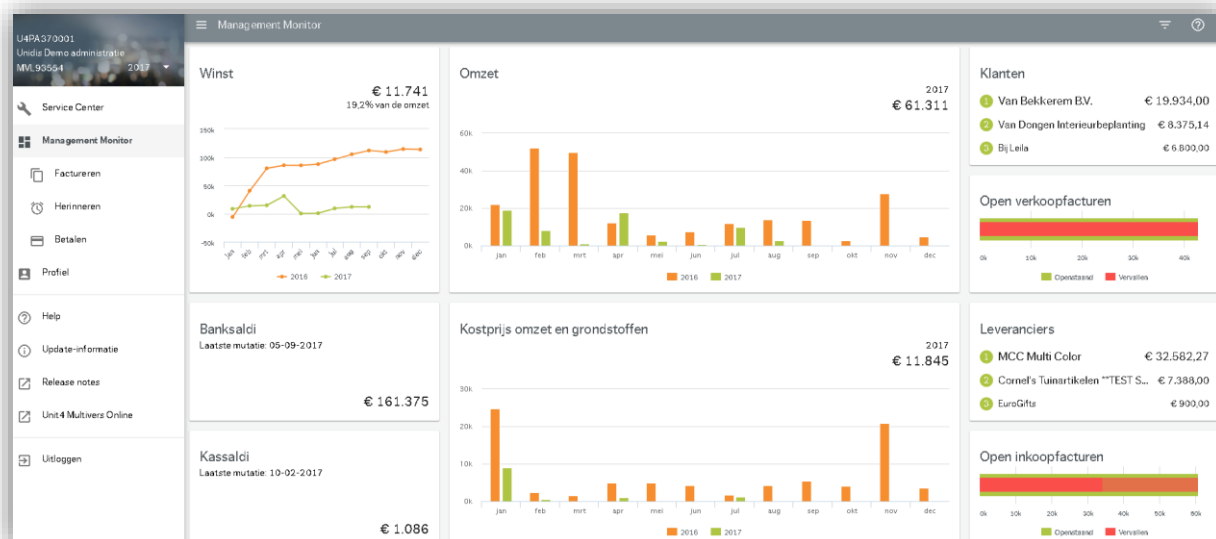 U4PA370001
Unidis Demo administratie
MVL93554
2017
Service Center
Management Monitor
Factureren
Herinneren
Betalen
Profiel
Help
Update-informatie
Release notes
Unit4 Multivers Online
Uitloggen
Management Monitor
Winst
€ 11.741
19,2% van de omzet
150k
100k
50k
0k
-50k
jan feb mrt apr mei jun jul aug sep okt nov dec
2016 2017
Banksaldi
Laatste mutatie: 05-09-2017
€ 161.375
Kassaldi
Laatste mutatie: 10-02-2017
€ 1.086
Omzet
2017
€ 61.311
60k
40k
20k
0k
jan feb mrt apr mei jun jul aug sep okt nov dec
2016 2017
Kostprijs omzet en grondstoffen
2017
€ 11.845
30k
20k
10k
0k
jan feb mrt apr mei jun jul aug sep okt nov dec
2016 2017
Klanten
1 Van Bekkerem B.V. € 19.934,00
2 Van Dongen Interieurbeplanting € 8.375,14
3 Bij Leila € 6.800,00
Open verkoopfacturen
0k 10k 20k 30k 40k
Openstaand Vervallen
Leveranciers
1 MCC Multi Color € 32.582,27
2 Cornel's Tuinartikelen **TEST S... € 7.388,00
3 EuroGifts € 900,00
Open inkoopfacturen
0k 10k 20k 30k 40k 50k 60k
Openstaand Vervallen